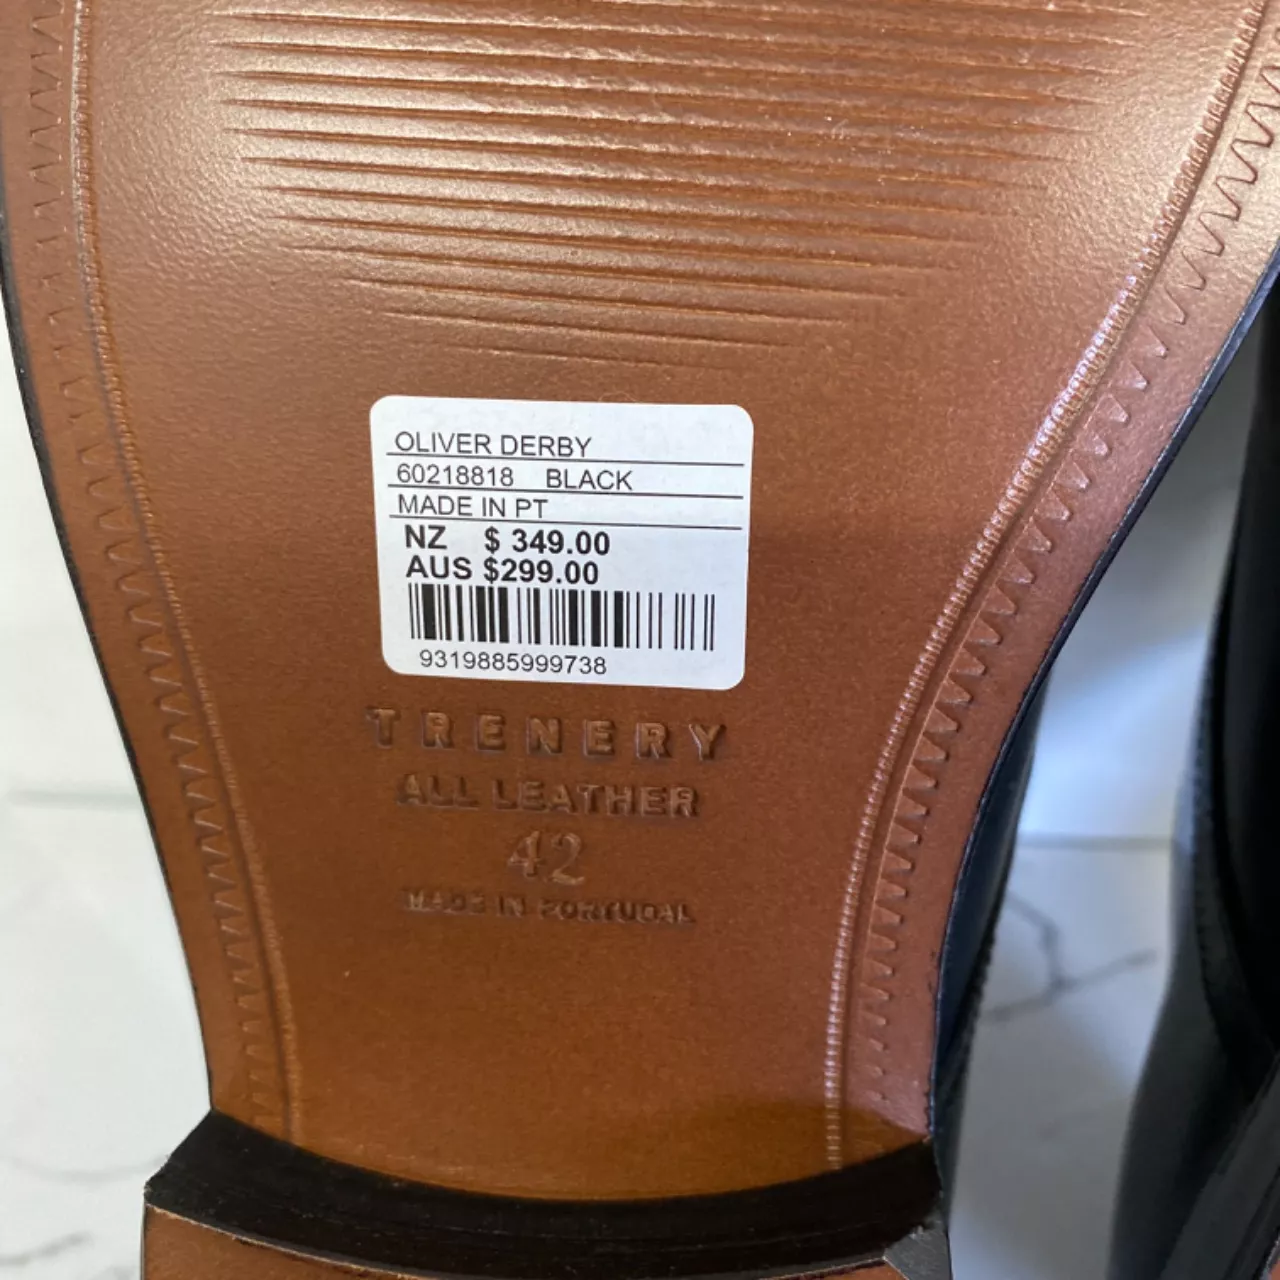 OLIVER DERBY
60218818 BLACK
MADE IN PT
NZ $ 349.00
AUS $299.00
9319885999738
TRENERY
ALL LEATHER
42
MADE IN PORTUGAL